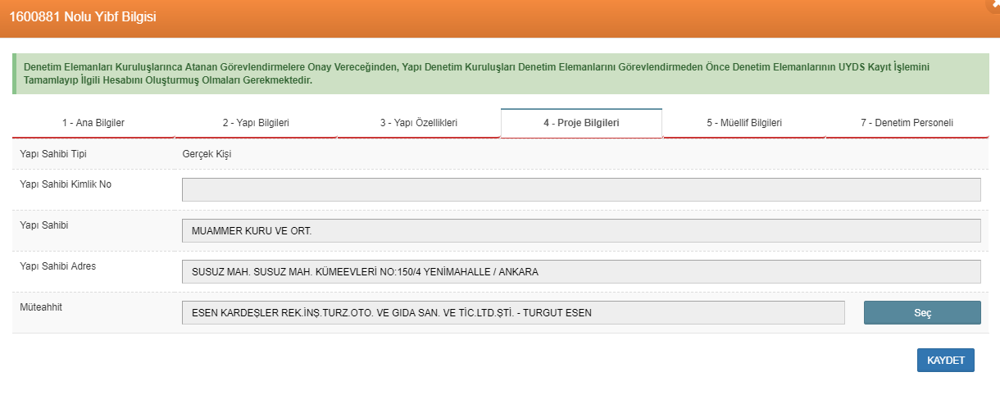 1600881 Nolu Yibf Bilgisi
Denetim Elemanları Kuruluşlarınca Atanan Görevlendirmelere Onay Vereceğinden, Yapı Denetim Kuruluşları Denetim Elemanlarını Görevlendirmeden Önce Denetim Elemanlarının UYDS Kayıt İşlemini
Tamamlayıp İlgili Hesabını Oluşturmuş Olmaları Gerekmektedir.
1 - Ana Bilgiler
2 - Yapı Bilgileri
3 - Yapı Özellikleri
4 - Proje Bilgileri
5 - Müellif Bilgileri
7 - Denetim Personeli
Yapı Sahibi Tipi
Gerçek Kişi
Yapı Sahibi Kimlik No
Yapı Sahibi
MUAMMER KURU VE ORT.
Yapı Sahibi Adres
SUSUZ MAH. SUSUZ MAH. KÜMEEVLERİ NO:150/4 YENİMAHALLE / ANKARA
Müteahhit
ESEN KARDEŞLER REK.İNŞ.TURZ.OTO. VE GIDA SAN. VE TİC.LTD.ŞTİ. - TURGUT ESEN
Seç
KAYDET